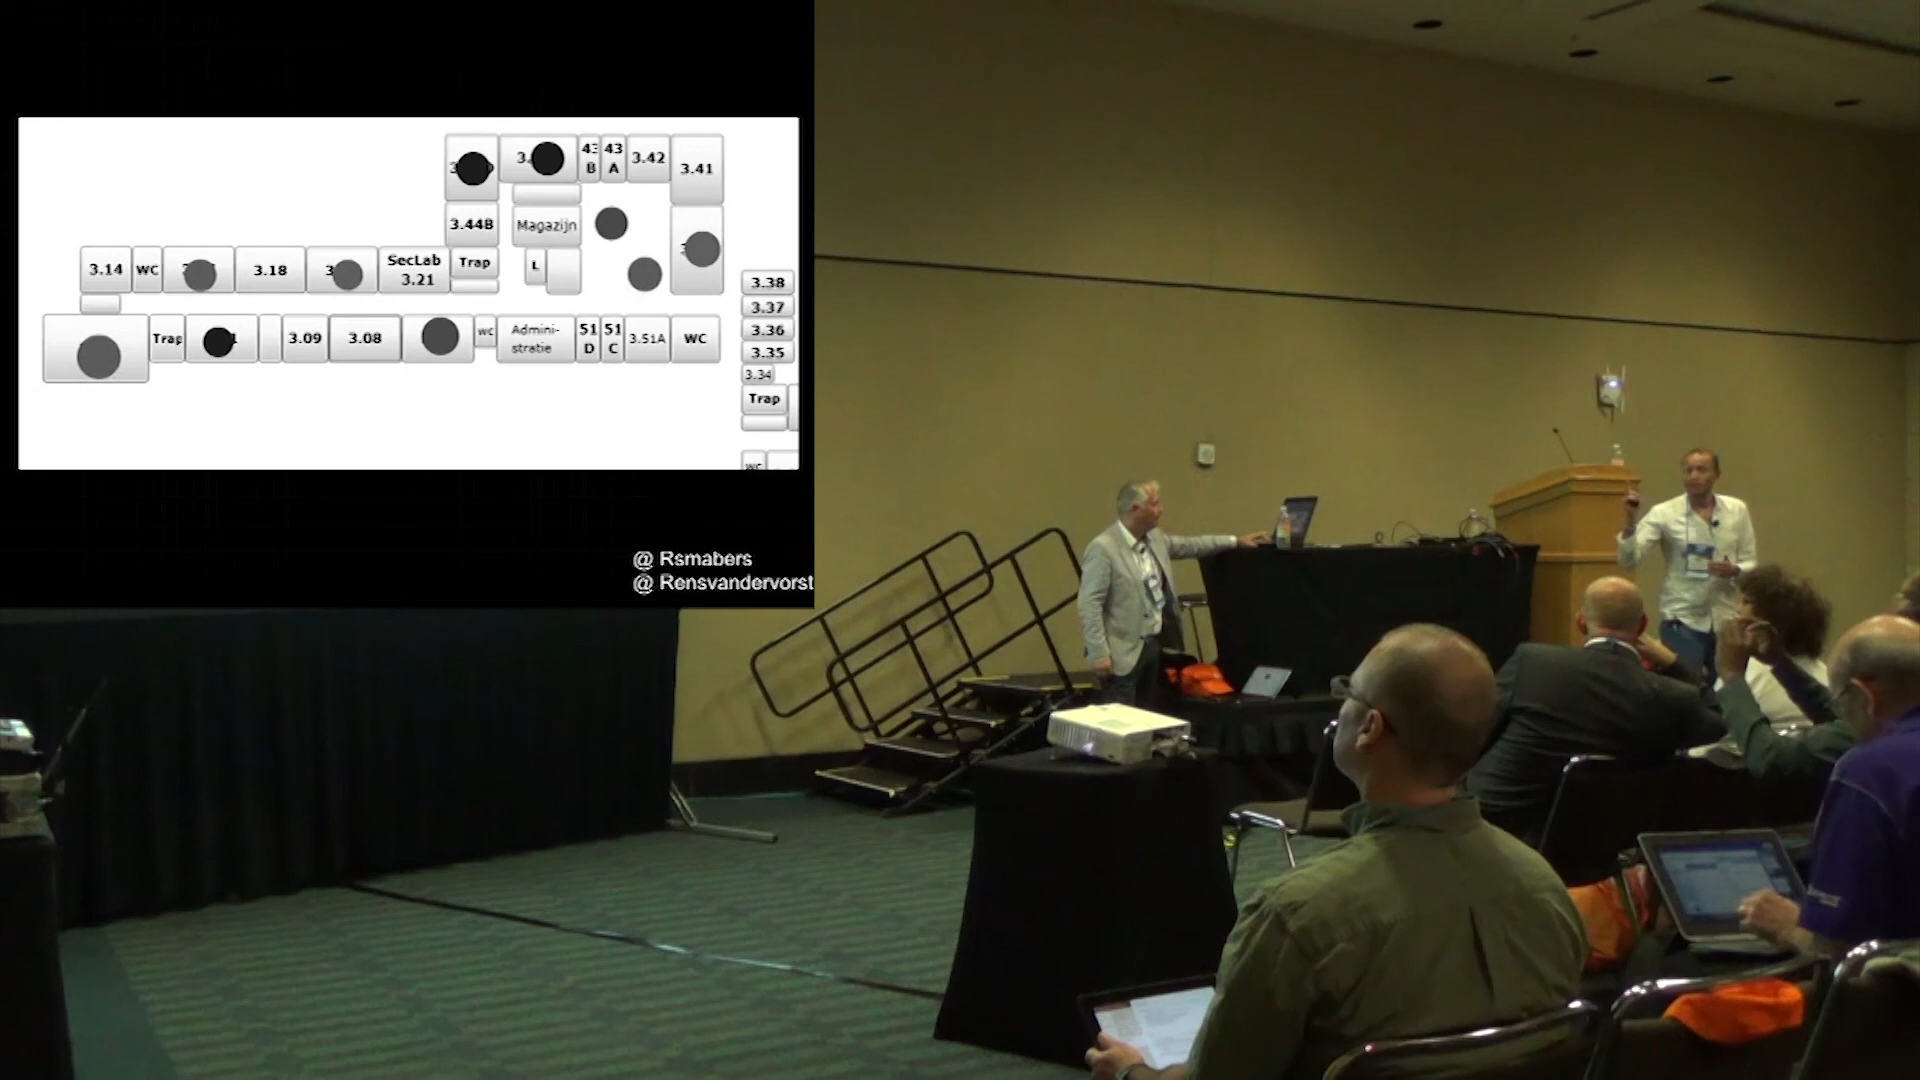 43
B
43
A
3.42
3.41
3.44B
Magazijn
3.14
WC
3.18
SecLab
3.21
Trap
L
3.38
3.37
3.36
3.35
3.34
Trap
Trap
3.09
3.08
WC
Admini-
stratie
51
D
51
C
3.51A
WC
WC
@ Rsmabers
@ Rensvandervorst